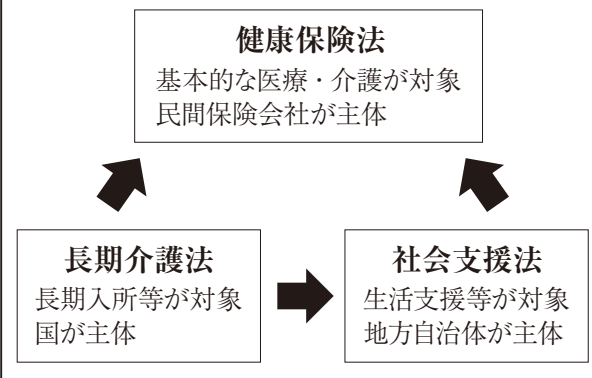 健康保険法
基本的な医療・介護が対象
民間保険会社が主体
長期介護法
長期入所等が対象
国が主体
社会支援法
生活支援等が対象
地方自治体が主体